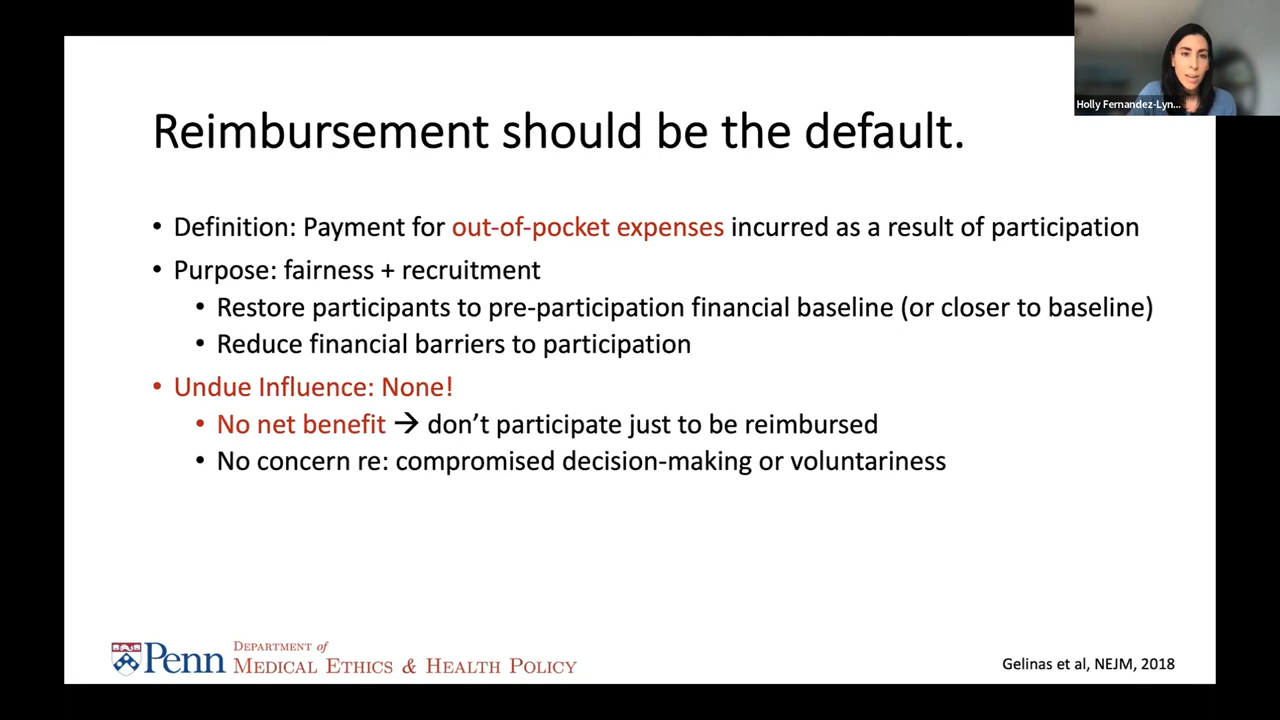 Holly Fernandez-Lyn...
Reimbursement should be the default.
• Definition: Payment for out-of-pocket expenses incurred as a result of participation
• Purpose: fairness + recruitment
• Restore participants to pre-participation financial baseline (or closer to baseline)
• Reduce financial barriers to participation
• Undue Influence: None!
• No net benefit → don’t participate just to be reimbursed
• No concern re: compromised decision-making or voluntariness
Penn
DEPARTMENT of
MEDICAL ETHICS & HEALTH POLICY
Gelinas et al, NEJM, 2018